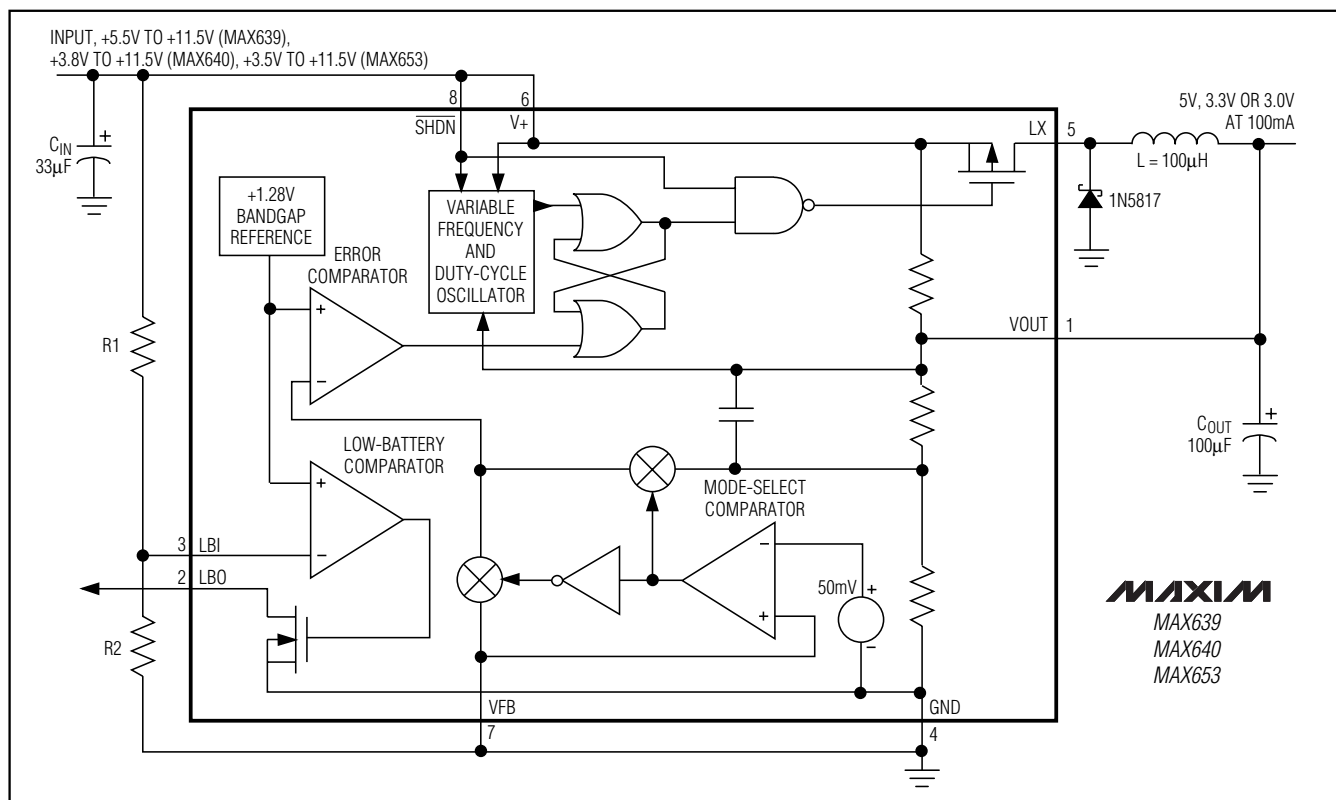 INPUT, +5.5V TO +11.5V (MAX639),
+3.8V TO +11.5V (MAX640), +3.5V TO +11.5V (MAX653)
8
6
SHDN
V+
LX
5
5V, 3.3V OR 3.0V
AT 100mA
CIN
33µF
+
L = 100µH
1N5817
+1.28V
BANDGAP
REFERENCE
VARIABLE
FREQUENCY
AND
DUTY-CYCLE
OSCILLATOR
ERROR
COMPARATOR
+
−
R1
VOUT
1
COUT
100µF
+
LOW-BATTERY
COMPARATOR
+
−
MODE-SELECT
COMPARATOR
−
+
50mV
+
−
3
LBI
2
LBO
R2
VFB
7
GND
4
MAXIM
MAX639
MAX640
MAX653